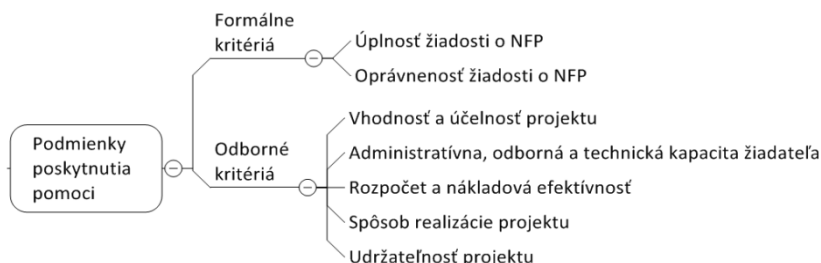 Podmienky
poskytnutia
pomoci
Formálne
kritériá
Úplnosť žiadosti o NFP
Oprávnenosť žiadosti o NFP
Odborné
kritériá
Vhodnosť a účelnosť projektu
Administratívna, odborná a technická kapacita žiadateľa
Rozpočet a nákladová efektívnosť
Spôsob realizácie projektu
Udržateľnosť projektu